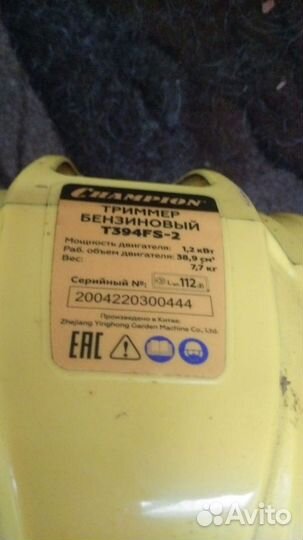 CHAMPION
ТРИММЕР
БЕНЗИНОВЫЙ
T394FS-2
Мощность двигателя: 1,2 кВт
Раб. объем двигателя: 38,9 см³
Вес: 7,7 кг
Серийный №:
112
2004220300444
Произведено в Китае:
Zhejiang Yinghong Garden Machine Co., Ltd.
EAC
Avito